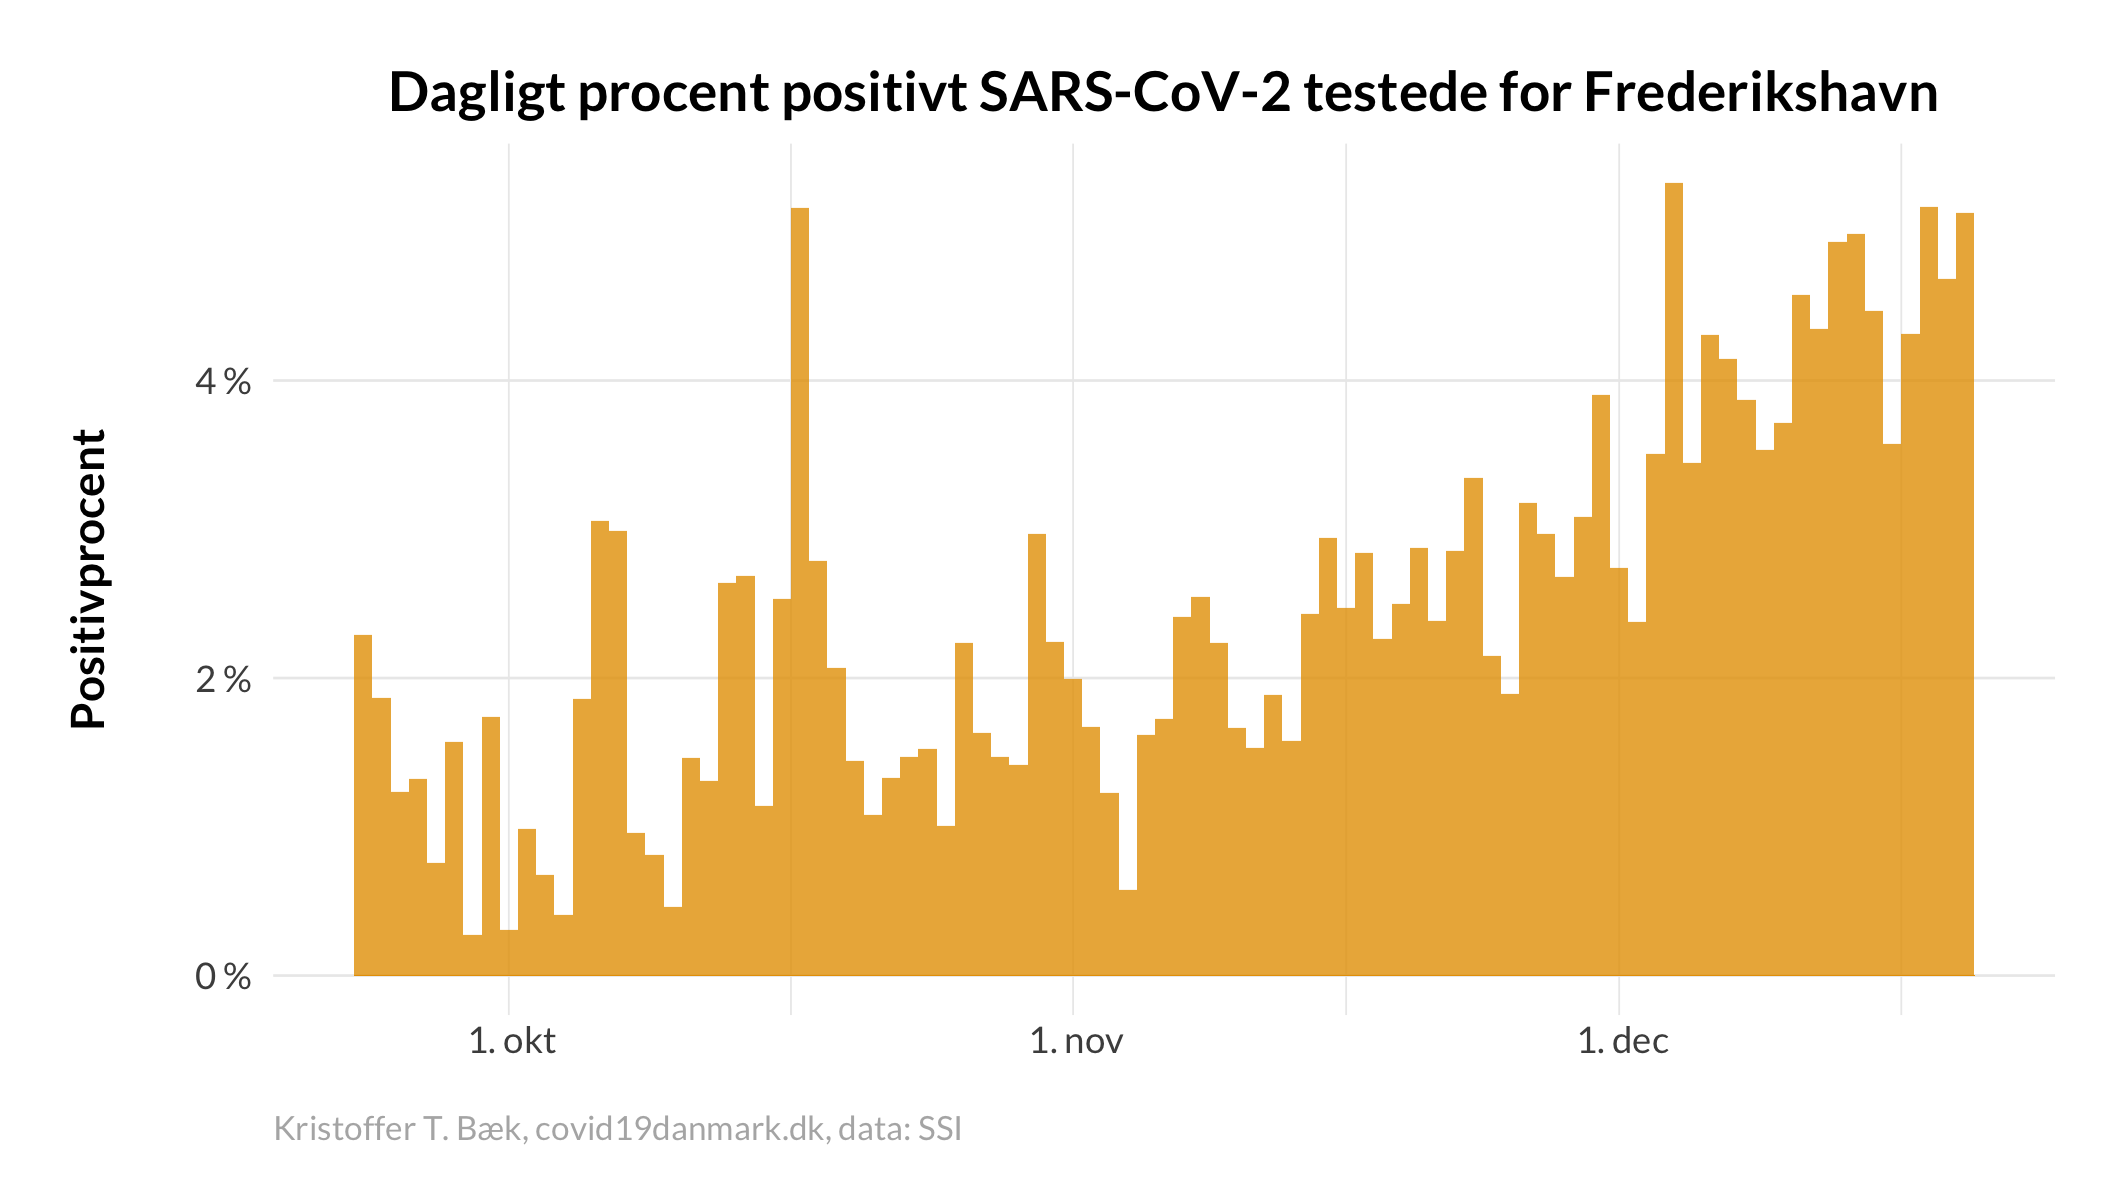 Dagligt procent positivt SARS-CoV-2 testede for Frederikshavn
Positivprocent
4 %
2 %
0 %
1. okt
1. nov
1. dec
Kristoffer T. Bæk, covid19danmark.dk, data: SSI